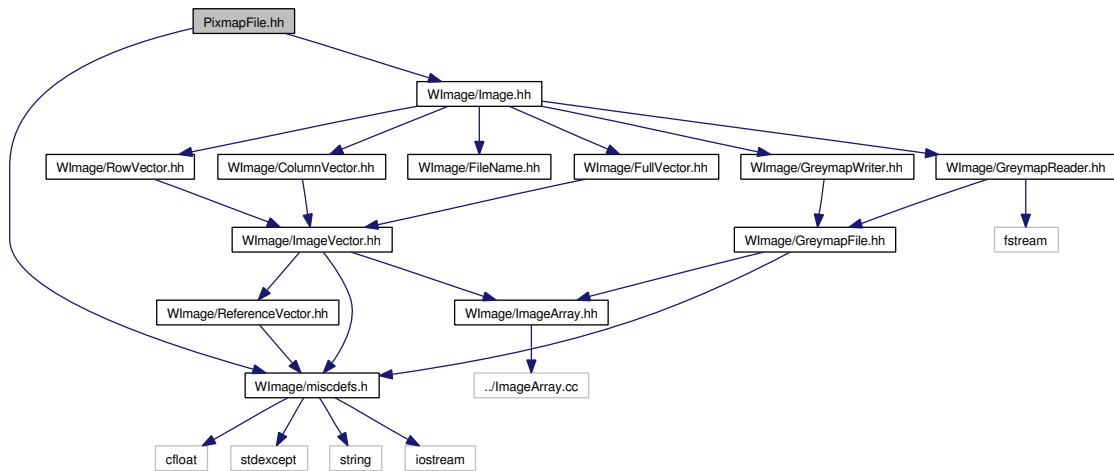 PixmapFile.hh
WImage/Image.hh
WImage/RowVector.hh
WImage/ColumnVector.hh
WImage/FileName.hh
WImage/FullVector.hh
WImage/GreymapWriter.hh
WImage/GreymapReader.hh
WImage/ImageVector.hh
WImage/GreymapFile.hh
fstream
WImage/ReferenceVector.hh
WImage/ImageArray.hh
WImage/miscdefs.h
../ImageArray.cc
cfloat
stdexcept
string
iostream